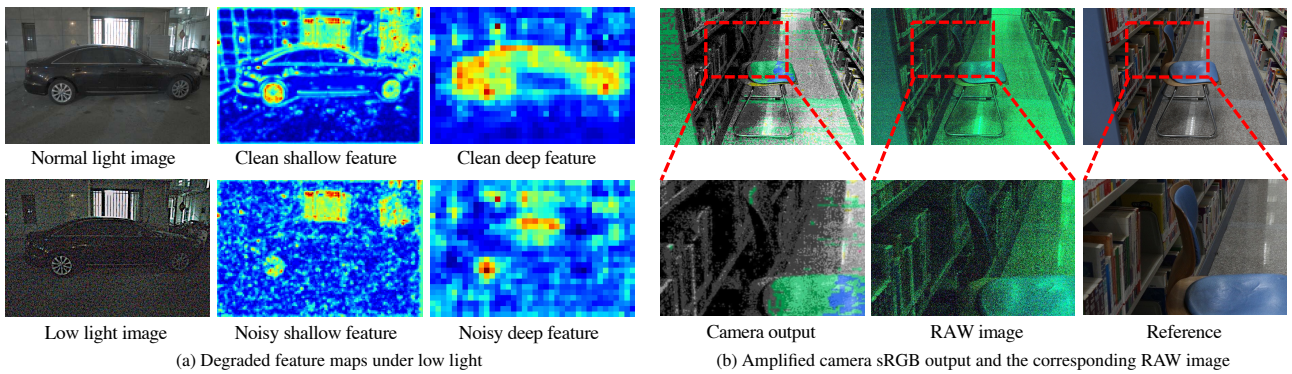 Normal light image
Clean shallow feature
Clean deep feature
Low light image
Noisy shallow feature
Noisy deep feature
(a) Degraded feature maps under low light
Camera output
RAW image
Reference
(b) Amplified camera sRGB output and the corresponding RAW image